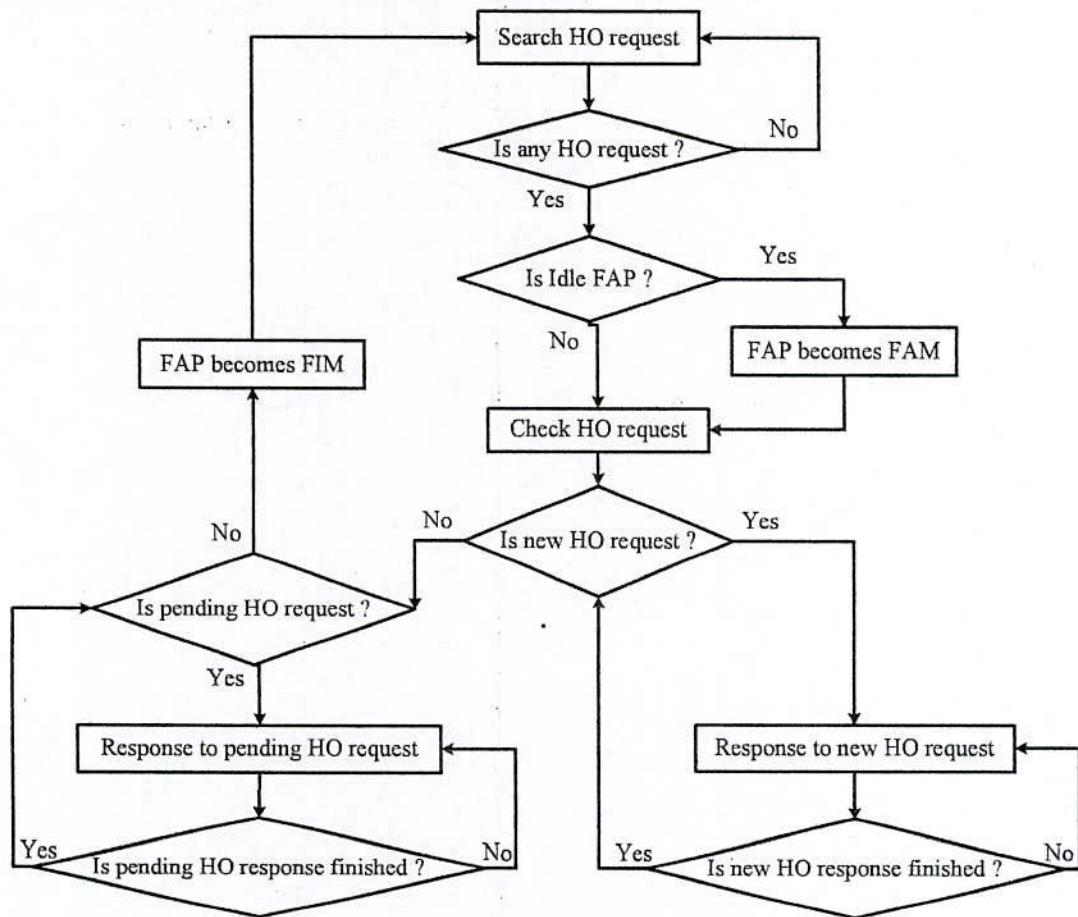 Search HO request
Is any HO request ?
No
Yes
Is Idle FAP ?
Yes
No
FAP becomes FIM
FAP becomes FAM
Check HO request
Is new HO request ?
No
Yes
No
Is pending HO request ?
Yes
Response to pending HO request
Response to new HO request
Is pending HO response finished ?
Yes
No
Is new HO response finished ?
Yes
No